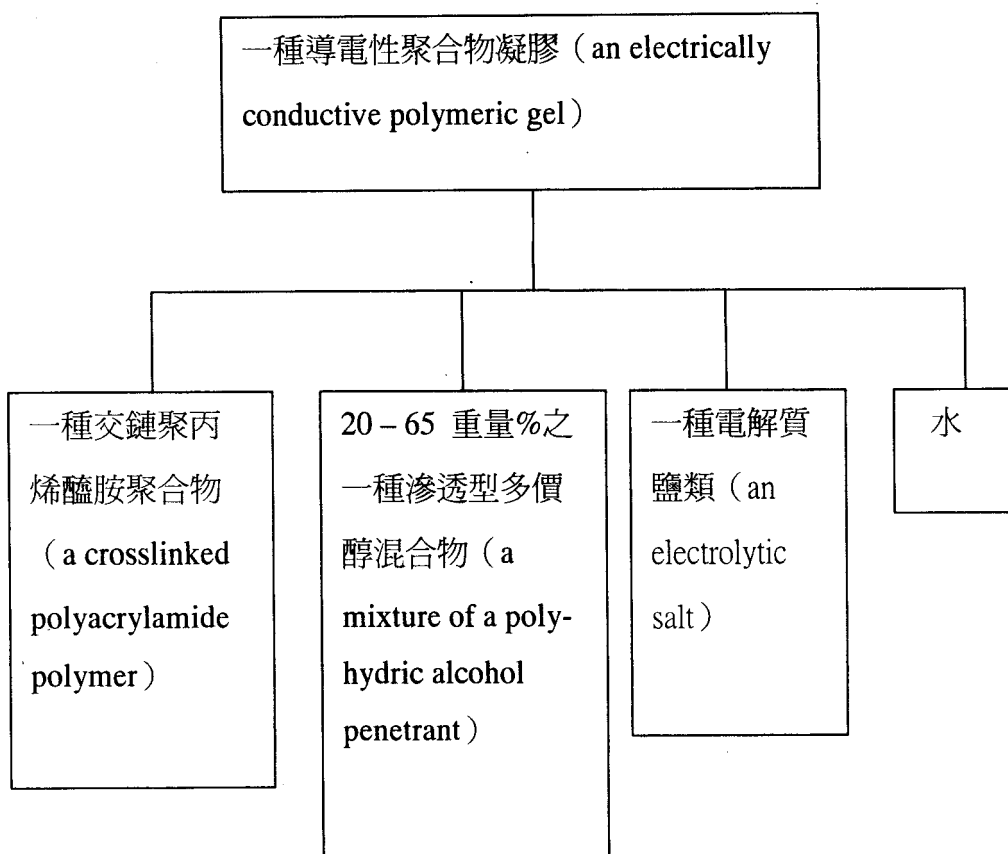 一種導電性聚合物凝膠（an electrically
conductive polymeric gel）
一種交鏈聚丙
烯醯胺聚合物
（a crosslinked
polyacrylamide
polymer）
20 – 65 重量%之
一種滲透型多價
醇混合物（a
mixture of a poly-
hydric alcohol
penetrant）
一種電解質
鹽類（an
electrolytic
salt）
水